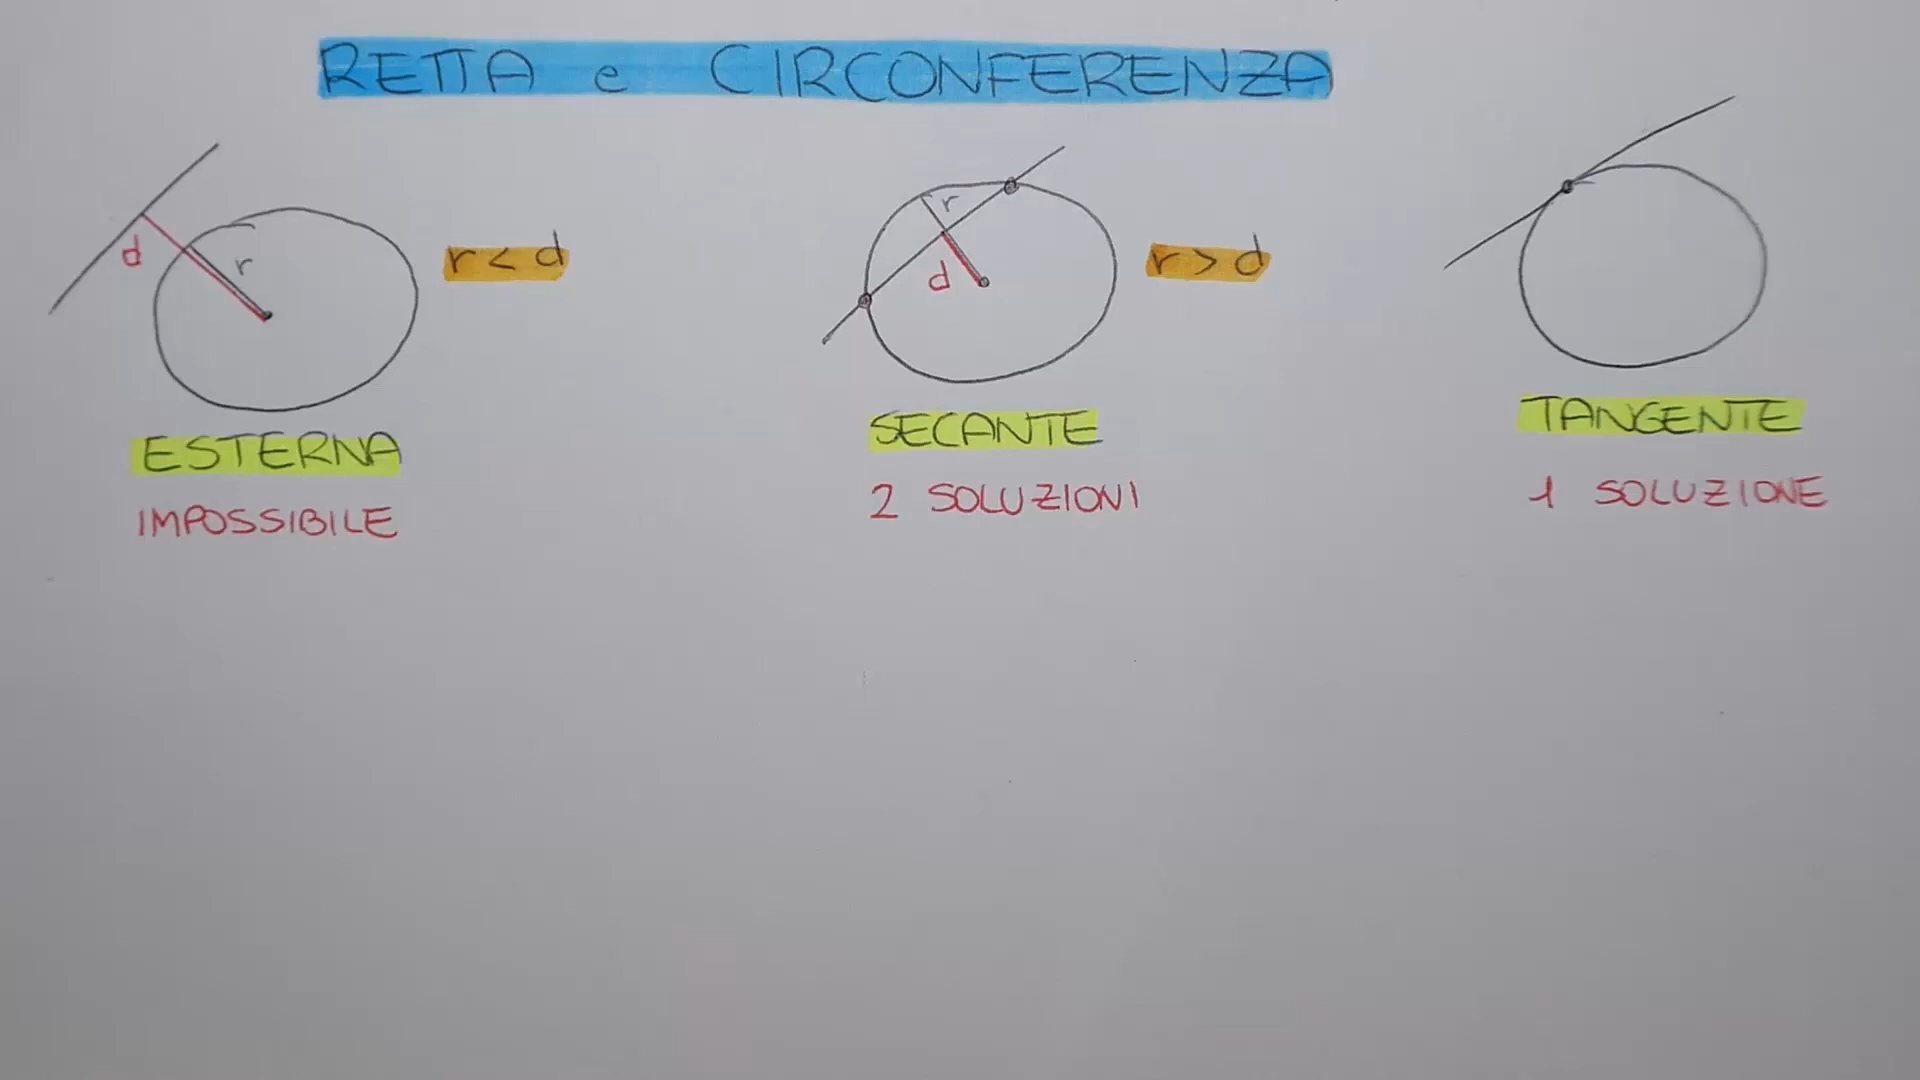 RETTA e CIRCONFERENZA
d
r
r < d
r
d
r > d
ESTERNA
IMPOSSIBILE
SECANTE
2 SOLUZIONI
TANGENTE
1 SOLUZIONE